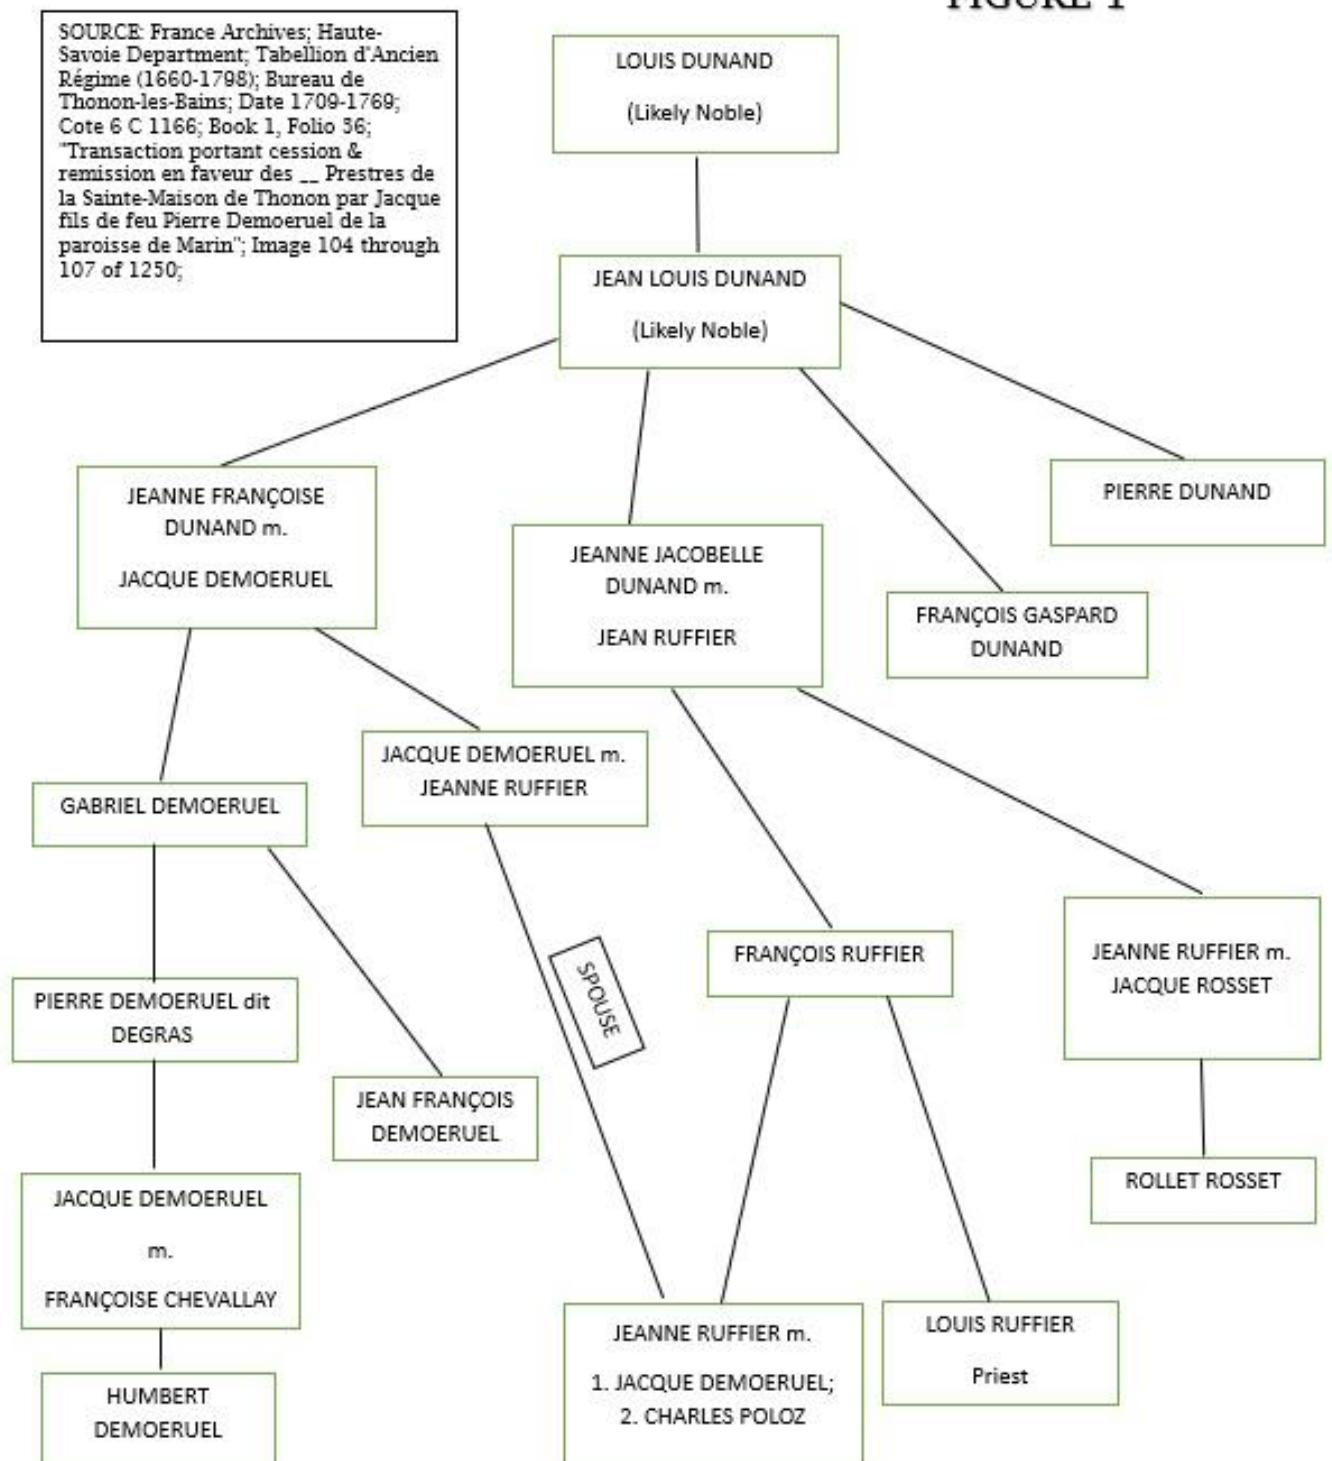 FIGURE 1
SOURCE: France Archives; Haute-
Savoie Department; Tabellion d'Ancien
Régime (1660-1798); Bureau de
Thonon-les-Bains; Date 1709-1769;
Cote 6 C 1166; Book 1, Folio 36;
"Transaction portant cession &
remission en faveur des __ Prestres de
la Sainte-Maison de Thonon par Jacque
fils de feu Pierre Demoeruel de la
paroisse de Marin"; Image 104 through
107 of 1250;
LOUIS DUNAND
(Likely Noble)
JEAN LOUIS DUNAND
(Likely Noble)
JEANNE FRANÇOISE
DUNAND m.
JACQUE DEMOERUEL
JEANNE JACOBELLE
DUNAND m.
JEAN RUFFIER
FRANÇOIS GASPARD
DUNAND
PIERRE DUNAND
GABRIEL DEMOERUEL
JACQUE DEMOERUEL m.
JEANNE RUFFIER
SPOUSE
FRANÇOIS RUFFIER
JEANNE RUFFIER m.
JACQUE ROSSET
PIERRE DEMOERUEL dit
DEGRAS
JEAN FRANÇOIS
DEMOERUEL
ROLLET ROSSET
JACQUE DEMOERUEL
m.
FRANÇOISE CHEVALLAY
JEANNE RUFFIER m.
1. JACQUE DEMOERUEL;
2. CHARLES POLOZ
LOUIS RUFFIER
Priest
HUMBERT
DEMOERUEL